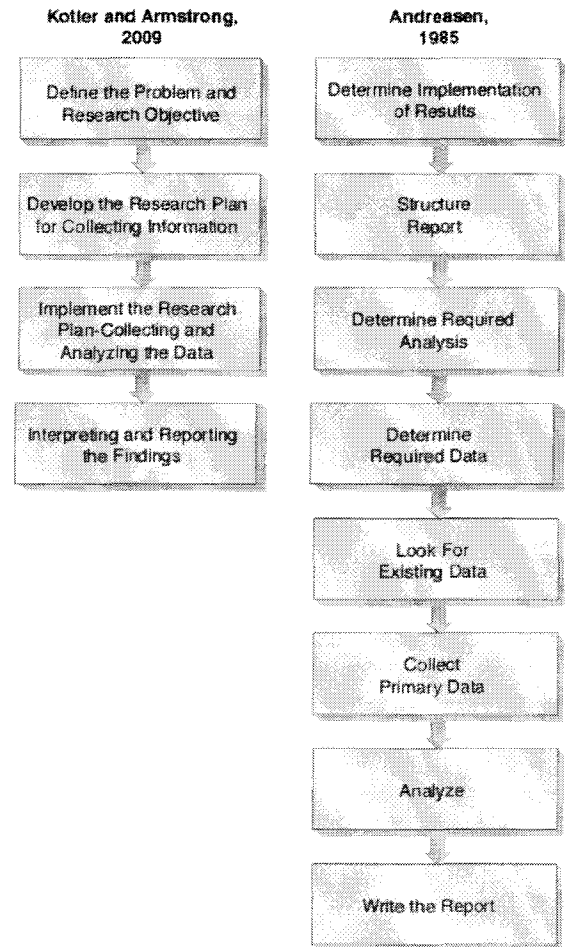 Kotler and Armstrong,
2009
Define the Problem and
Research Objective
Develop the Research Plan
for Collecting Information
Implement the Research
Plan-Collecting and
Analyzing the Data
Interpreting and Reporting
the Findings
Andreasen,
1985
Determine Implementation
of Results
Structure
Report
Determine Required
Analysis
Determine
Required Data
Look For
Existing Data
Collect
Primary Data
Analyze
Write the Report